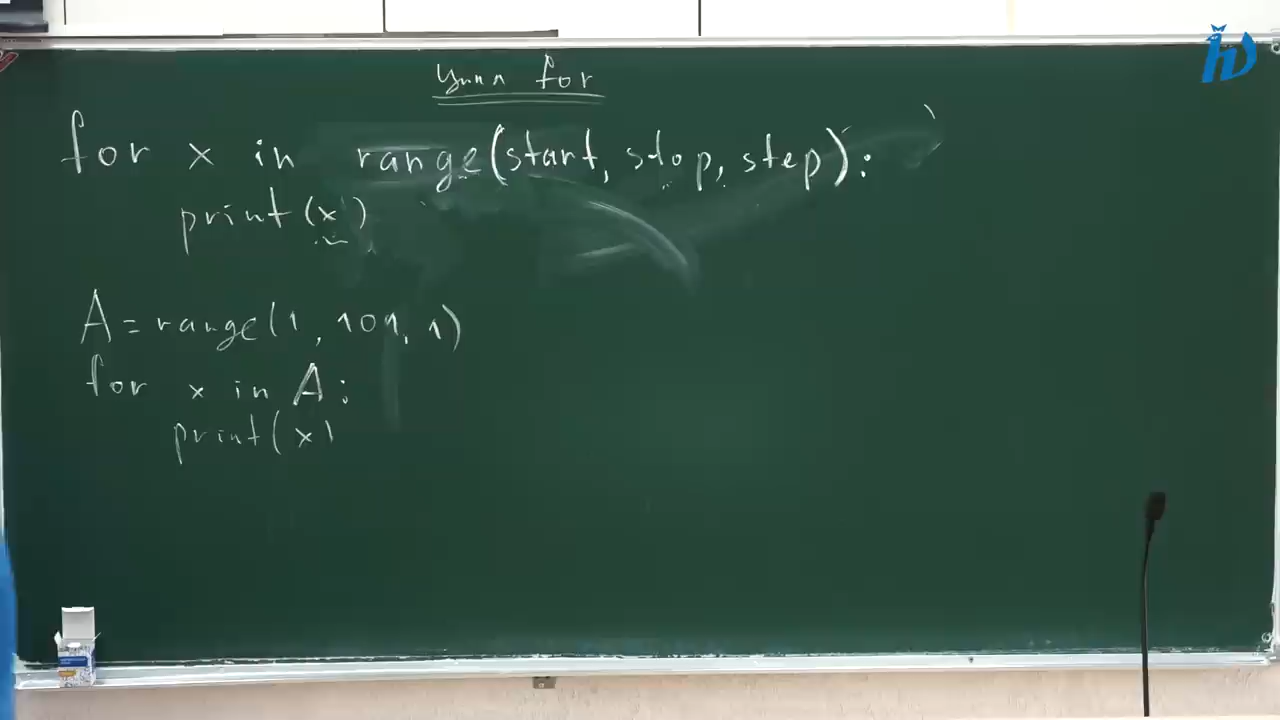 Цикл for
for x in range(start, stop, step):
print(x)
A=range(1, 101, 1)
for x in A:
print(x)